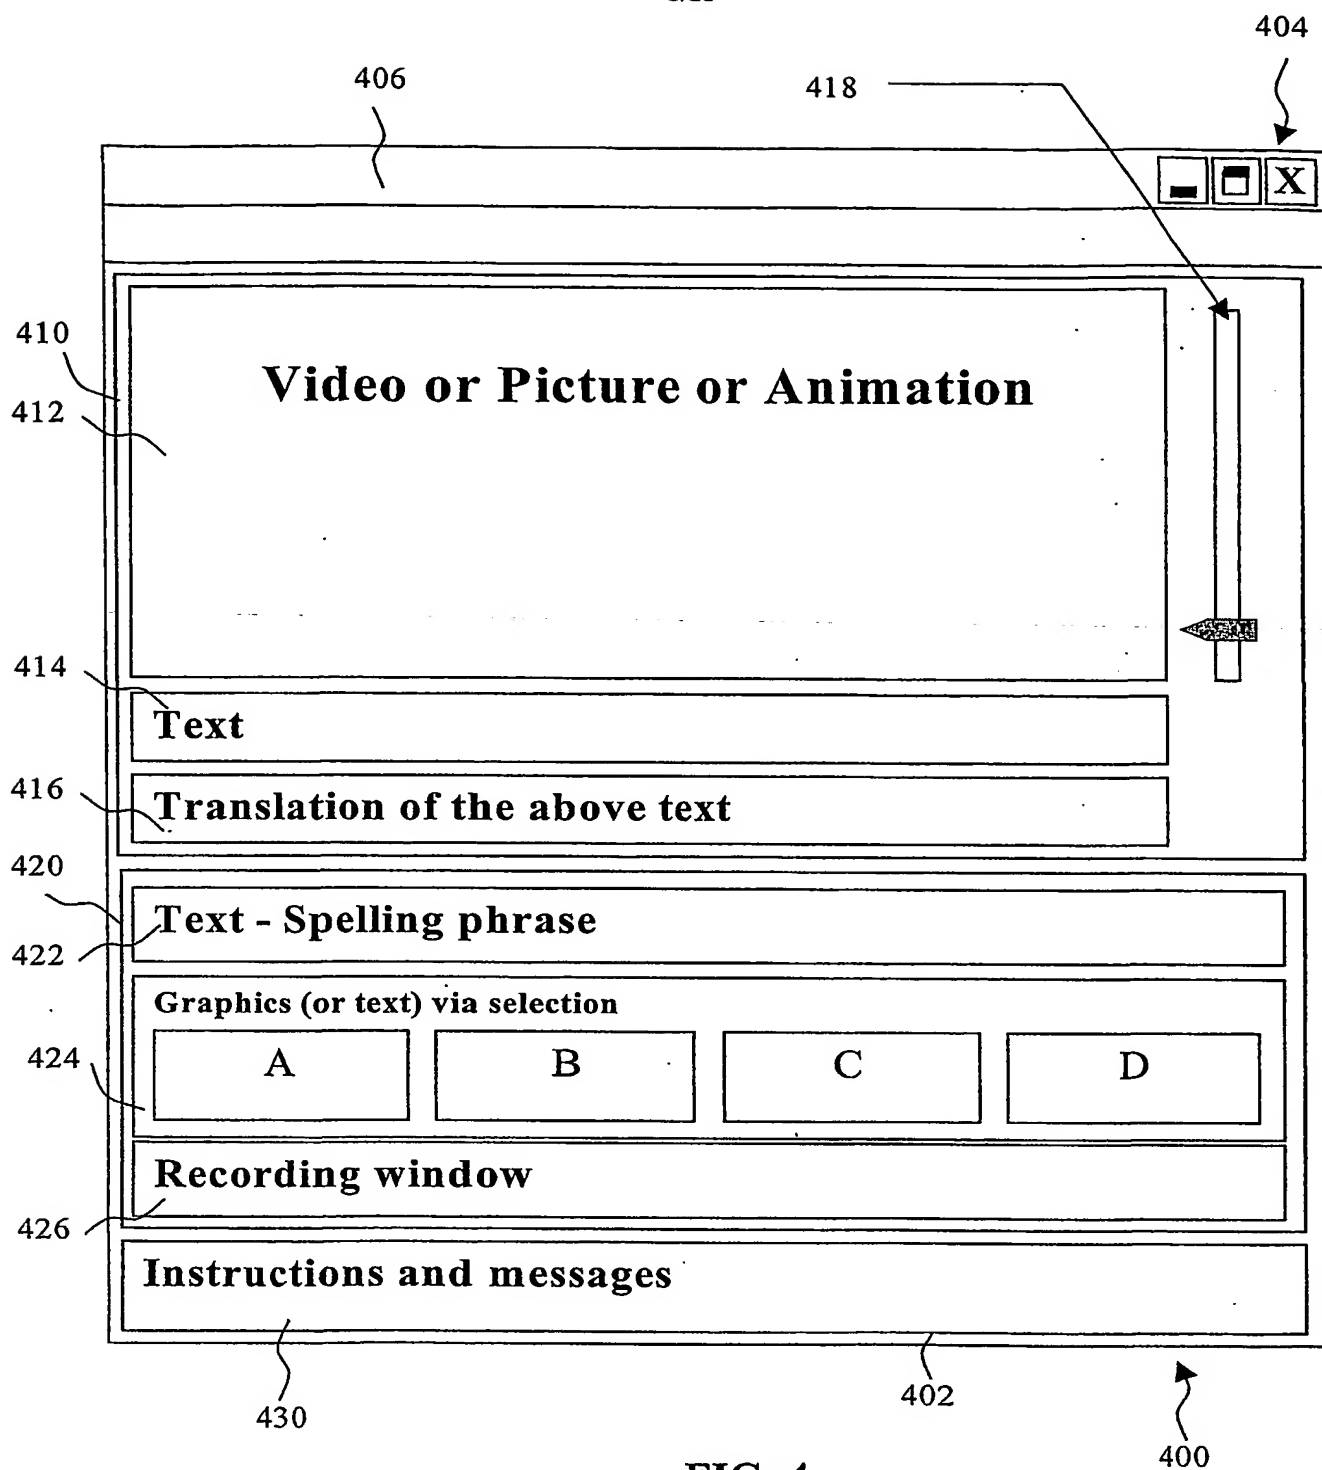 404
406
418
X
410
Video or Picture or Animation
412
414
Text
416
Translation of the above text
420
Text - Spelling phrase
422
Graphics (or text) via selection
424
A B C D
Recording window
426
Instructions and messages
402
430
400